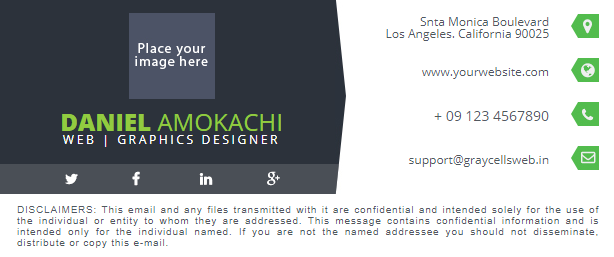 Place your
image here
DANIEL AMOKACHI
WEB | GRAPHICS DESIGNER
Snta Monica Boulevard
Los Angeles. California 90025
www.yourwebsite.com
+ 09 123 4567890
support@graycellsweb.in
DISCLAIMERS: This email and any files transmitted with it are confidential and intended solely for the use of
the individual or entity to whom they are addressed. This message contains confidential information and is
intended only for the individual named. If you are not the named addressee you should not disseminate,
distribute or copy this e-mail.